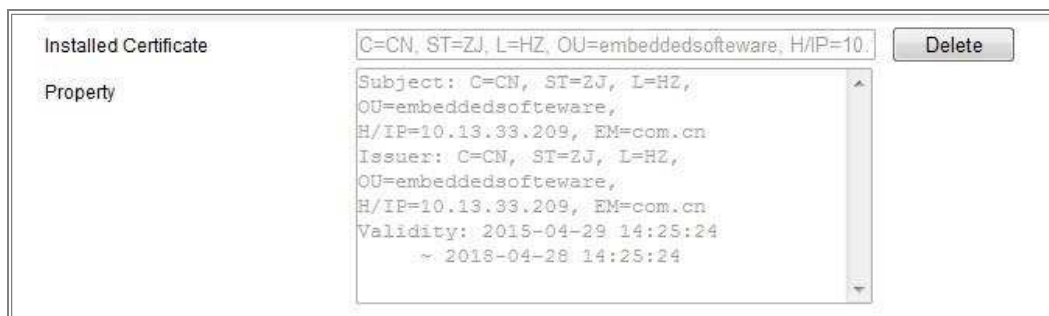 Installed Certificate C=CN, ST=ZJ, L=HZ, OU=embeddedsofteware, H/IP=10. Delete
Property
Subject: C=CN, ST=ZJ, L=HZ,
OU=embeddedsofteware,
H/IP=10.13.33.209, EM=com.cn
Issuer: C=CN, ST=ZJ, L=HZ,
OU=embeddedsofteware,
H/IP=10.13.33.209, EM=com.cn
Validity: 2015-04-29 14:25:24
~ 2018-04-28 14:25:24